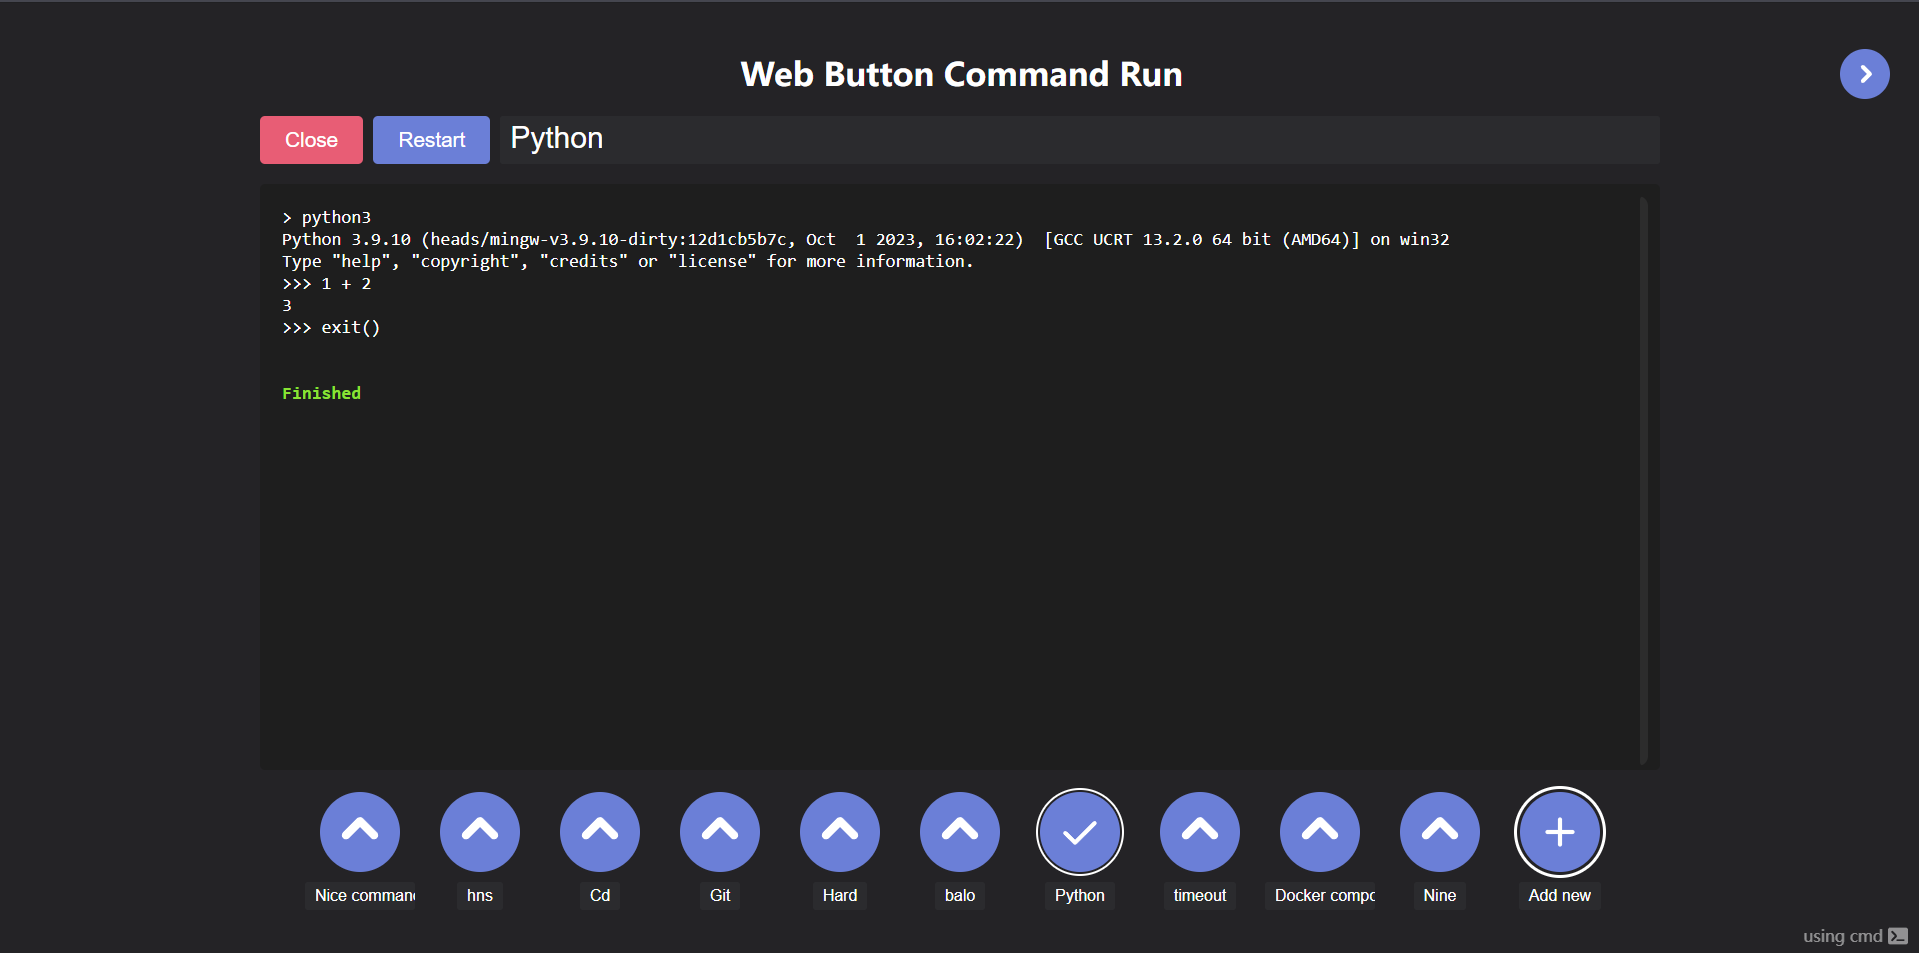 Web Button Command Run
Close
Restart
Python
> python3
Python 3.9.10 (heads/mingw-v3.9.10-dirty:12d1cb5b7c, Oct  1 2023, 16:02:22)  [GCC UCRT 13.2.0 64 bit (AMD64)] on win32
Type "help", "copyright", "credits" or "license" for more information.
>>> 1 + 2
3
>>> exit()
Finished
Nice comman
hns
Cd
Git
Hard
balo
Python
timeout
Docker compo
Nine
Add new
using cmd